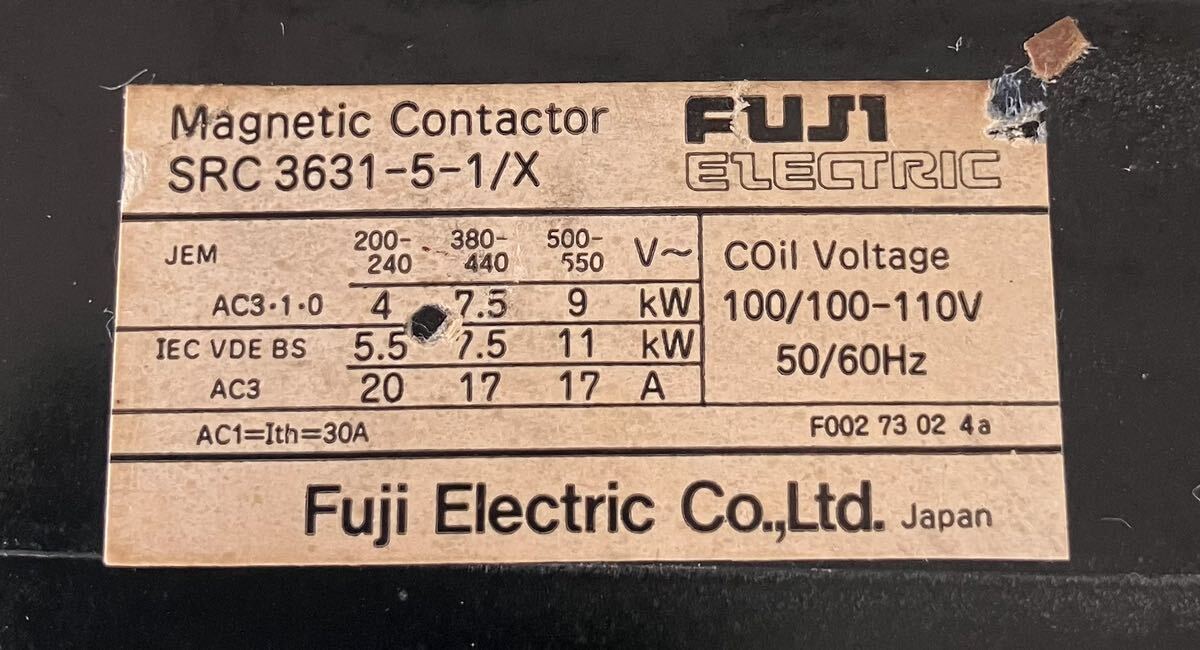 Magnetic Contactor
SRC 3631-5-1/X
FUJI
ELECTRIC
JEM 200-240 380-440 500-550 V~
AC3·1·0 4 7.5 9 kW
IEC VDE BS 5.5 7.5 11 kW
AC3 20 17 17 A
COil Voltage
100/100-110V
50/60Hz
AC1=Ith=30A
F002 73 02 4a
Fuji Electric Co.,Ltd. Japan